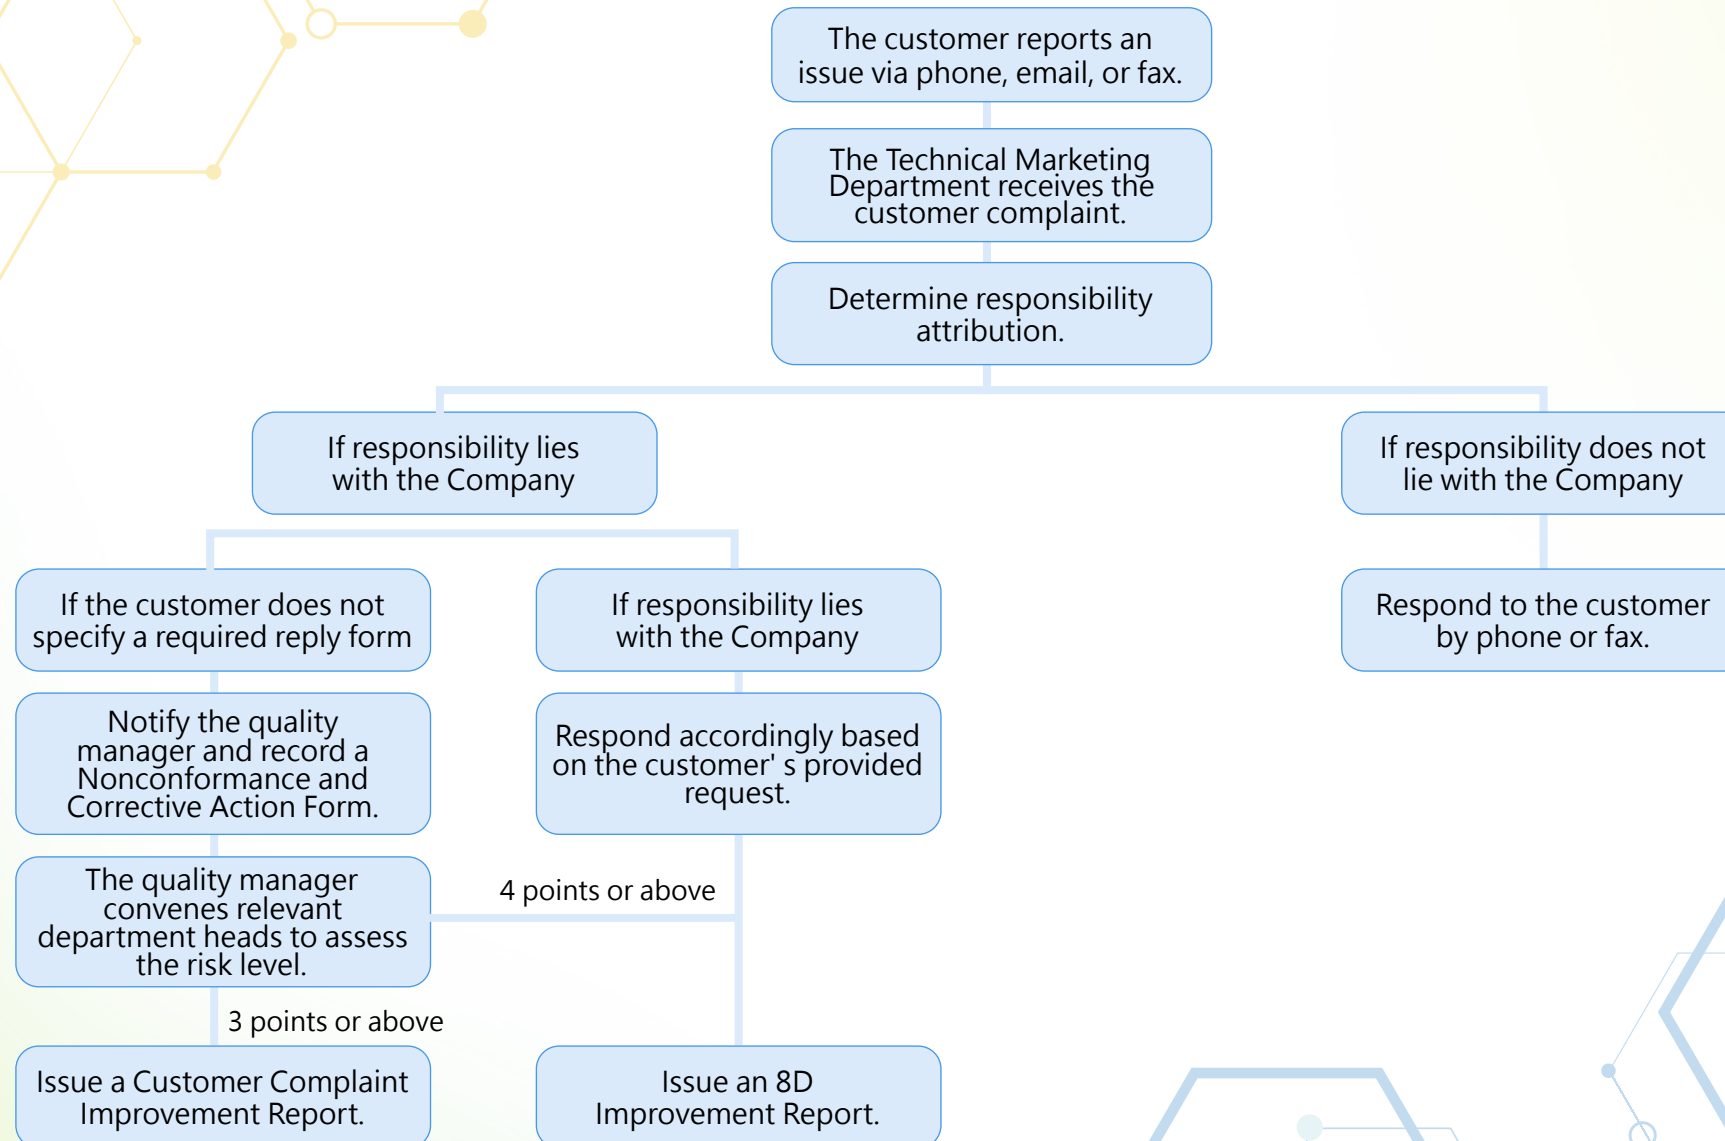 The customer reports an
issue via phone, email, or fax.
The Technical Marketing
Department receives the
customer complaint.
Determine responsibility
attribution.
If responsibility lies
with the Company
If responsibility does not
lie with the Company
If the customer does not
specify a required reply form
If responsibility lies
with the Company
Respond to the customer
by phone or fax.
Notify the quality
manager and record a
Nonconformance and
Corrective Action Form.
Respond accordingly based
on the customer' s provided
request.
The quality manager
convenes relevant
department heads to assess
the risk level.
4 points or above
3 points or above
Issue a Customer Complaint
Improvement Report.
Issue an 8D
Improvement Report.